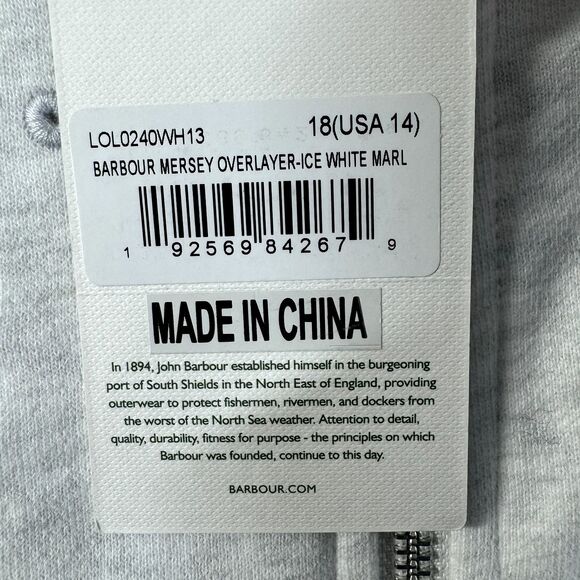 LOL0240WH13 18(USA 14)
BARBOUR MERSEY OVERLAYER-ICE WHITE MARL
1 92569 84267 9
MADE IN CHINA
In 1894, John Barbour established himself in the burgeoning
port of South Shields in the North East of England, providing
outerwear to protect fishermen, rivermen, and dockers from
the worst of the North Sea weather. Attention to detail,
quality, durability, fitness for purpose - the principles on which
Barbour was founded, continue to this day.
BARBOUR.COM